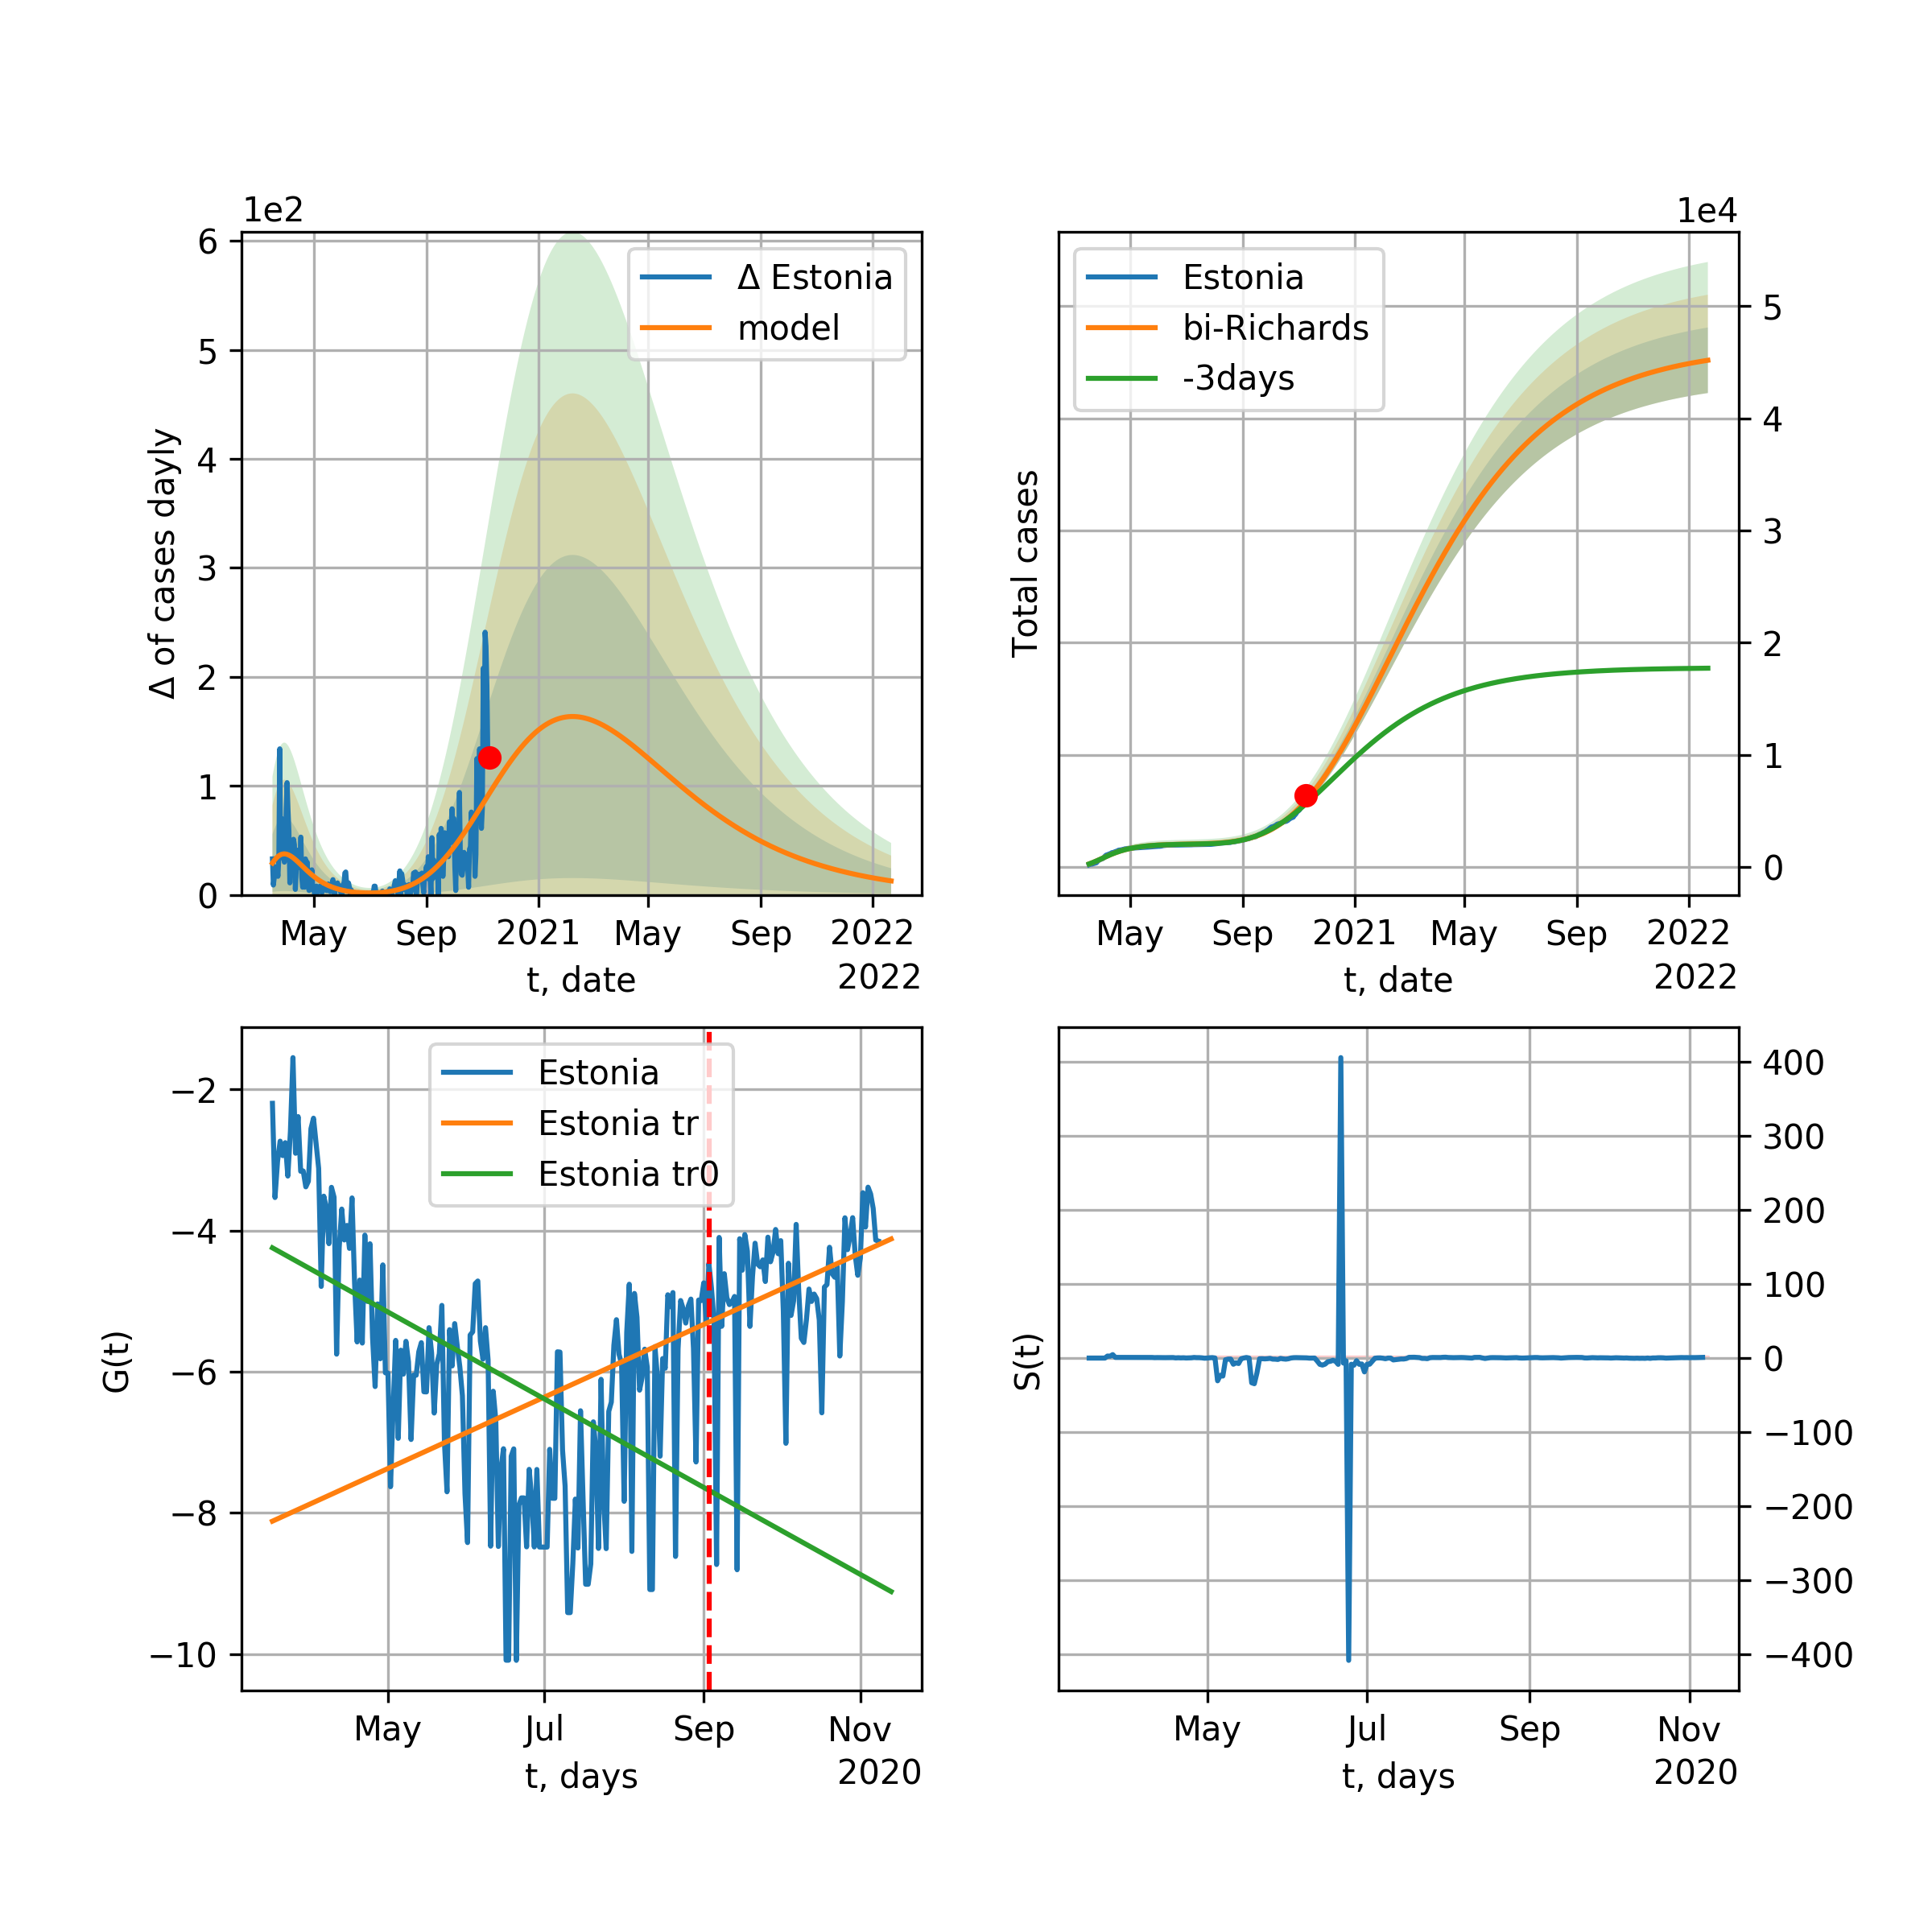 1e2
6
5
4
3
2
1
0
Δ of cases dayly
Δ Estonia
model
May Sep 2021 May Sep 2022
t, date
2022
1e4
Estonia
bi-Richards
-3days
Total cases
5
4
3
2
1
0
May Sep 2021 May Sep 2022
t, date
2022
−2
−4
−6
−8
−10
G(t)
Estonia
Estonia tr
Estonia tr0
May Jul Sep Nov
t, days
2020
S(t)
400
300
200
100
0
−100
−200
−300
−400
May Jul Sep Nov
t, days
2020